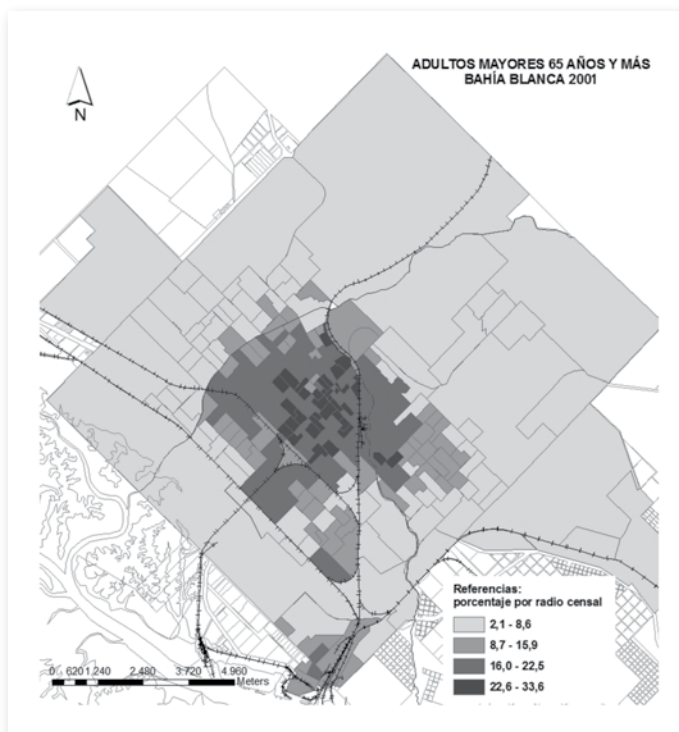 ADULTOS MAYORES 65 AÑOS Y MÁS
BAHÍA BLANCA 2001
N
Referencias:
porcentaje por radio censal
2,1 - 8,6
8,7 - 15,9
16,0 - 22,5
22,6 - 33,6
0 620 1.240 2.480 3.720 4.960
Meters